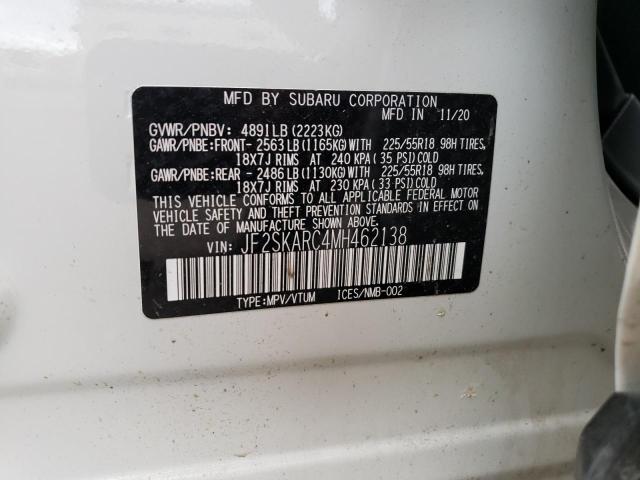 MFD BY SUBARU CORPORATION
MFD IN 11/20
GVWR/PNBV: 4891LB (2223KG)
GAWR/PNBE:FRONT- 2563LB (1165KG)WITH 225/55R18 98H TIRES,
18X7J RIMS AT 240 KPA (35 PSI)COLD
GAWR/PNBE:REAR - 2486LB (1130KG)WITH 225/55R18 98H TIRES,
18X7J RIMS AT 230 KPA (33 PSI)COLD
THIS VEHICLE CONFORMS TO ALL APPLICABLE FEDERAL MOTOR
VEHICLE SAFETY AND THEFT PREVENTION STANDARDS IN EFFECT ON
THE DATE OF MANUFACTURE SHOWN ABOVE.
VIN: JF2SKARC4MH462138
TYPE:MPV/VTUM ICES/NMB-002